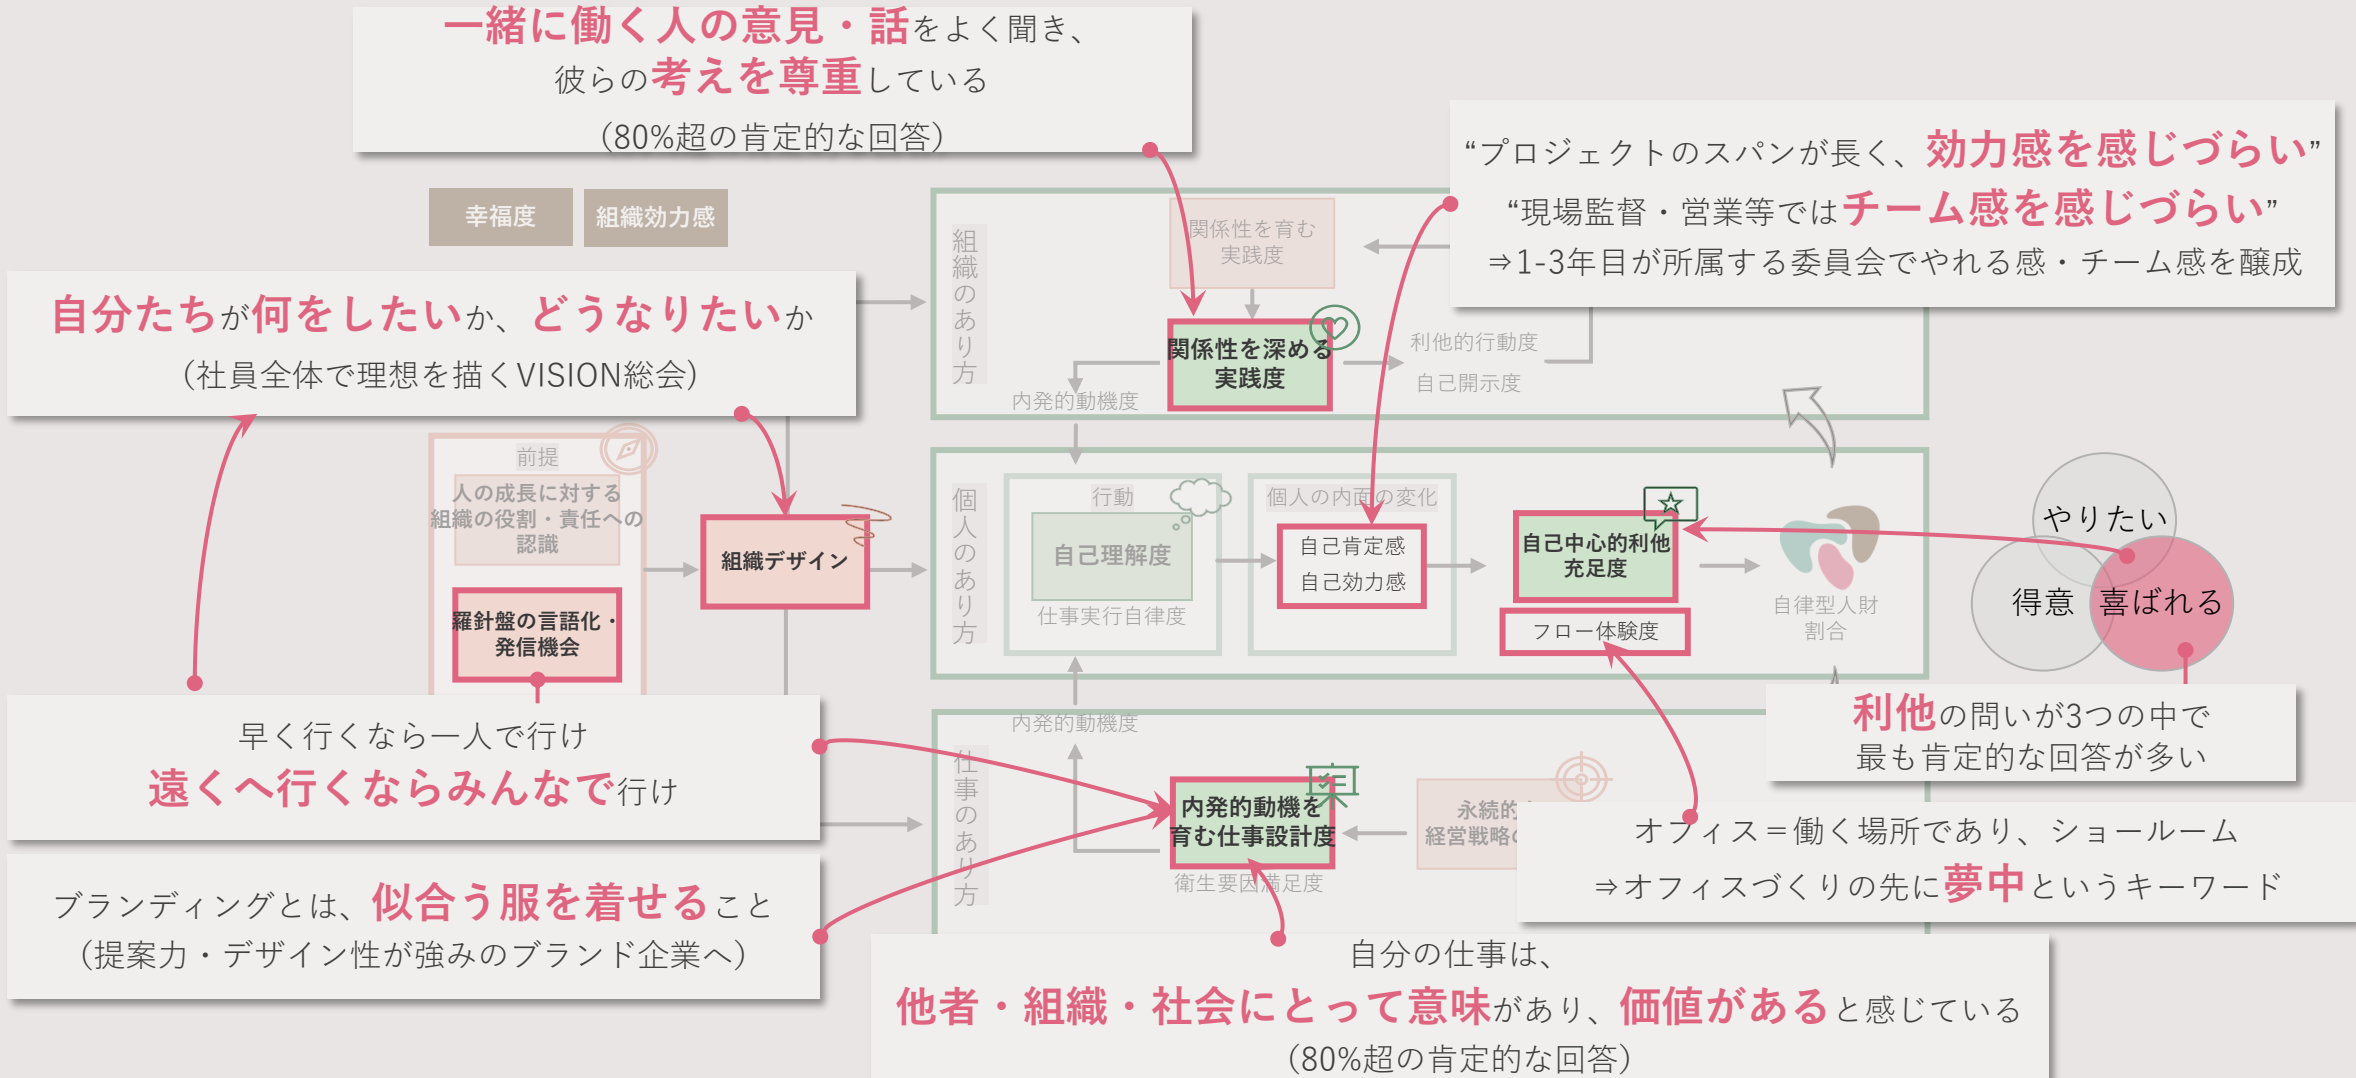 一緒に働く人の意見・話をよく聞き、
彼らの考えを尊重している
（80%超の肯定的な回答）
“プロジェクトのスパンが長く、効力感を感じづらい”
“現場監督・営業等ではチーム感を感じづらい”
⇒1-3年目が所属する委員会でやれる感・チーム感を醸成
幸福度
組織効力感
自分たちが何をしたいか、どうなりたいか
（社員全体で理想を描くVISION総会）
組織のあり方
関係性を育む
実践度
関係性を深める
実践度
利他的行動度
自己開示度
内発的動機度
前提
人の成長に対する
組織の役割・責任への
認識
羅針盤の言語化・
発信機会
組織デザイン
個人のあり方
行動
自己理解度
仕事実行自律度
個人の内面の変化
自己肯定感
自己効力感
自己中心的利他
充足度
フロー体験度
自律型人財
割合
やりたい
得意
喜ばれる
利他の問いが3つの中で
最も肯定的な回答が多い
早く行くなら一人で行け
遠くへ行くならみんなで行け
ブランディングとは、似合う服を着せること
（提案力・デザイン性が強みのブランド企業へ）
内発的動機度
仕事のあり方
内発的動機を
育む仕事設計度
衛生要因満足度
永続的
経営戦略
オフィス＝働く場所であり、ショールーム
⇒オフィスづくりの先に夢中というキーワード
自分の仕事は、
他者・組織・社会にとって意味があり、価値があると感じている
（80%超の肯定的な回答）